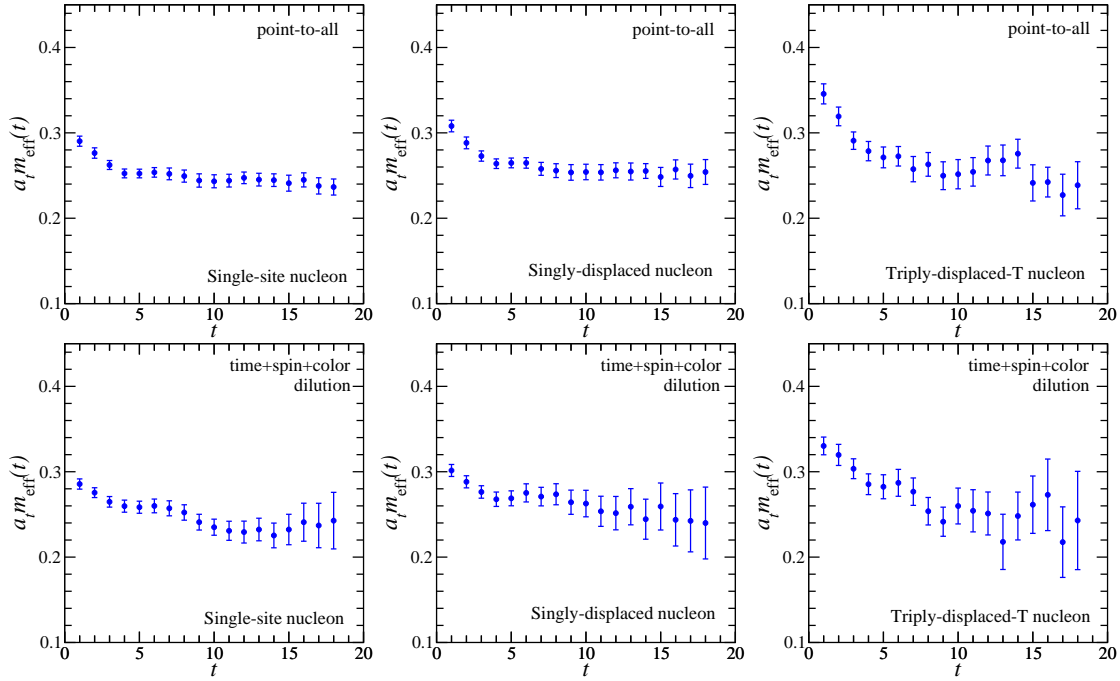 point-to-all
0.4
0.3
0.2
0.1
a_t m_eff(t)
Single-site nucleon
0 5 10 15 20
t
point-to-all
0.4
0.3
0.2
0.1
a_t m_eff(t)
Singly-displaced nucleon
0 5 10 15 20
t
point-to-all
0.4
0.3
0.2
0.1
a_t m_eff(t)
Triply-displaced-T nucleon
0 5 10 15 20
t
time+spin+color
dilution
0.4
0.3
0.2
0.1
a_t m_eff(t)
Single-site nucleon
0 5 10 15 20
t
time+spin+color
dilution
0.4
0.3
0.2
0.1
a_t m_eff(t)
Singly-displaced nucleon
0 5 10 15 20
t
time+spin+color
dilution
0.4
0.3
0.2
0.1
a_t m_eff(t)
Triply-displaced-T nucleon
0 5 10 15 20
t